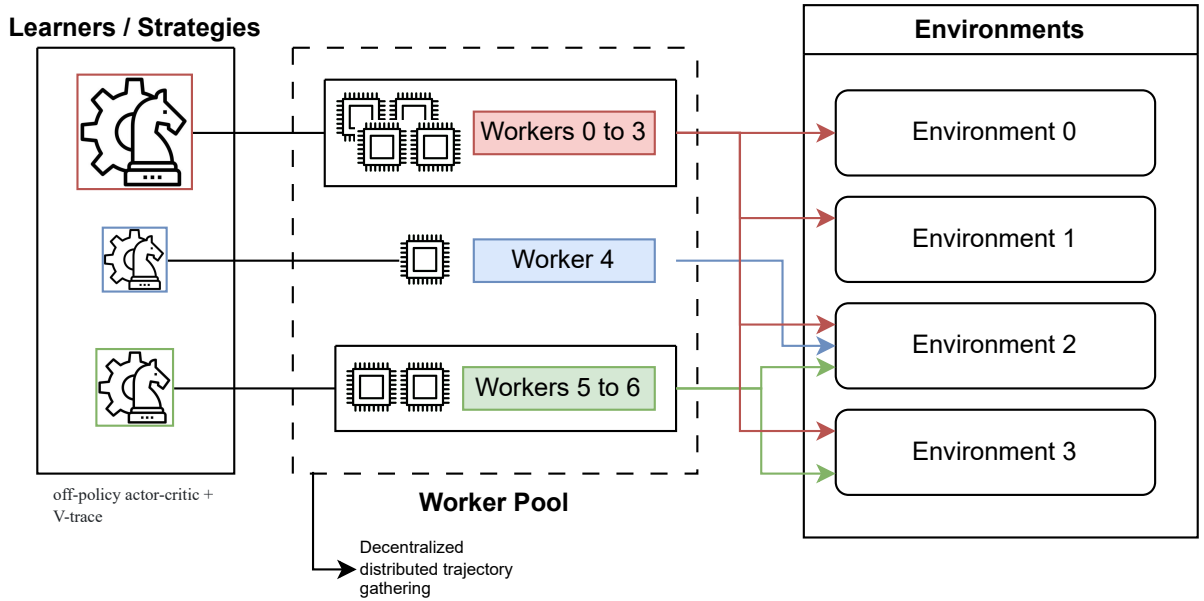 Learners / Strategies
Environments
Workers 0 to 3
Environment 0
Environment 1
Worker 4
Environment 2
Workers 5 to 6
Environment 3
off-policy actor-critic +
V-trace
Worker Pool
Decentralized
distributed trajectory
gathering